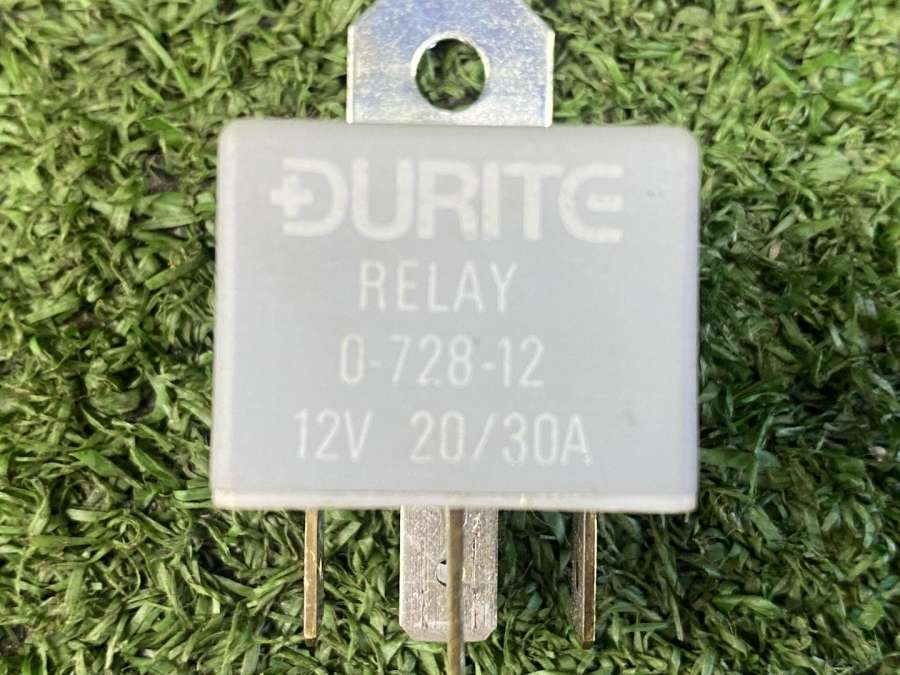 DURITE
RELAY
0-728-12
12V 20/30A